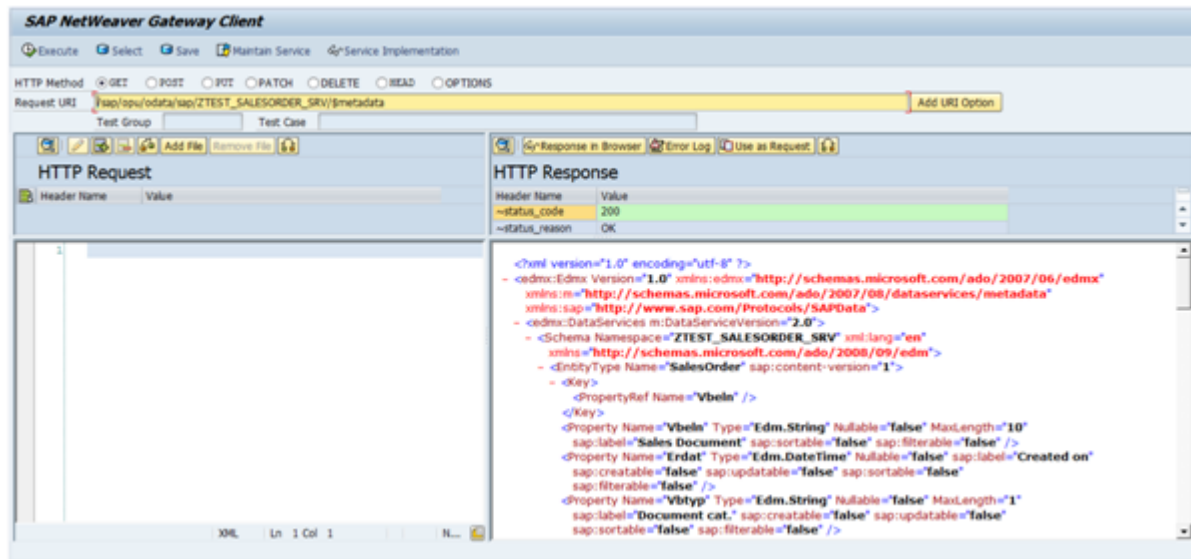 SAP NetWeaver Gateway Client
Execute Select Save Maintain Service Service Implementation
HTTP Method GET POST PUT PATCH DELETE HEAD OPTIONS
Request URI /sap/opu/odata/sap/ZTEST_SALESORDER_SRV/$metadata Add URI Option
Test Group Test Case
Add File Remove File Response in Browser Error Log Use as Request
HTTP Request HTTP Response
Header Name Value Header Name Value
~status_code 200
~status_reason OK
1
<?xml version="1.0" encoding="utf-8" ?>
- <edmx:Edmx Version="1.0" xmlns:edmx="http://schemas.microsoft.com/ado/2007/06/edmx"
xmlns:m="http://schemas.microsoft.com/ado/2007/08/dataservices/metadata"
xmlns:sap="http://www.sap.com/Protocols/SAPData">
- <edmx:DataServices m:DataServiceVersion="2.0">
- <Schema Namespace="ZTEST_SALESORDER_SRV" xml:lang="en"
xmlns="http://schemas.microsoft.com/ado/2008/09/edm">
- <EntityType Name="SalesOrder" sap:content-version="1">
- <Key>
<PropertyRef Name="Vbeln" />
</Key>
<Property Name="Vbeln" Type="Edm.String" Nullable="false" MaxLength="10"
sap:label="Sales Document" sap:sortable="false" sap:filterable="false" />
<Property Name="Erdat" Type="Edm.DateTime" Nullable="false" sap:label="Created on"
sap:creatable="false" sap:updatable="false" sap:sortable="false"
sap:filterable="false" />
<Property Name="Vbtyp" Type="Edm.String" Nullable="false" MaxLength="1"
sap:label="Document cat." sap:creatable="false" sap:updatable="false"
sap:sortable="false" sap:filterable="false" />
XML Ln 1 Col 1 N...